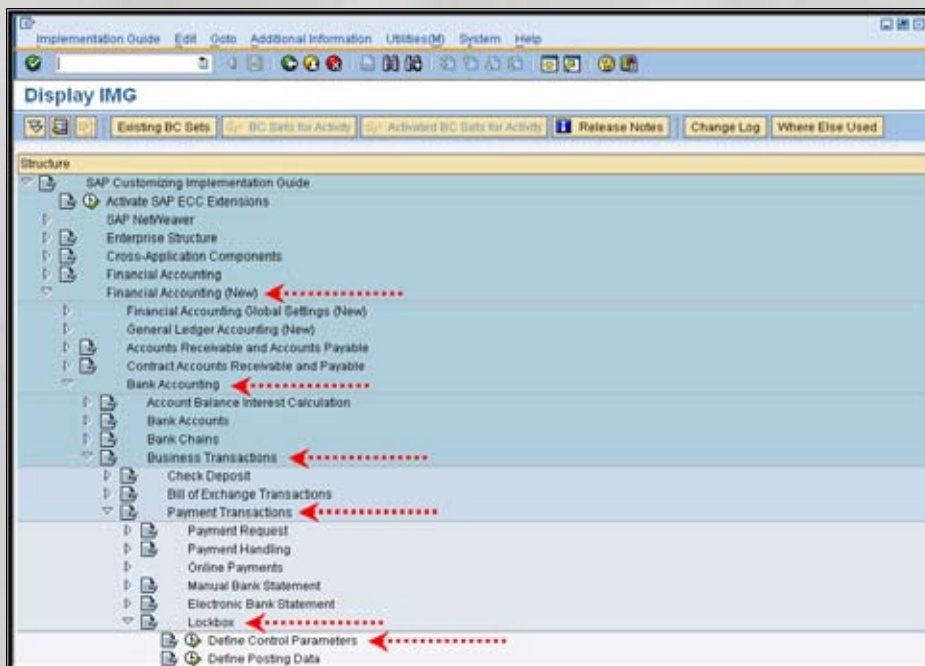 Implementation Guide Edit Goto Additional Information Utilities(M) System Help
Display IMG
Existing BC Sets BC Sets for Activity Activated BC Sets for Activity Release Notes Change Log Where Else Used
Structure
SAP Customizing Implementation Guide
Activate SAP ECC Extensions
SAP NetWeaver
Enterprise Structure
Cross-Application Components
Financial Accounting
Financial Accounting (New)
Financial Accounting Global Settings (New)
General Ledger Accounting (New)
Accounts Receivable and Accounts Payable
Contract Accounts Receivable and Payable
Bank Accounting
Account Balance Interest Calculation
Bank Accounts
Bank Chains
Business Transactions
Check Deposit
Bill of Exchange Transactions
Payment Transactions
Payment Request
Payment Handling
Online Payments
Manual Bank Statement
Electronic Bank Statement
Lockbox
Define Control Parameters
Define Posting Data